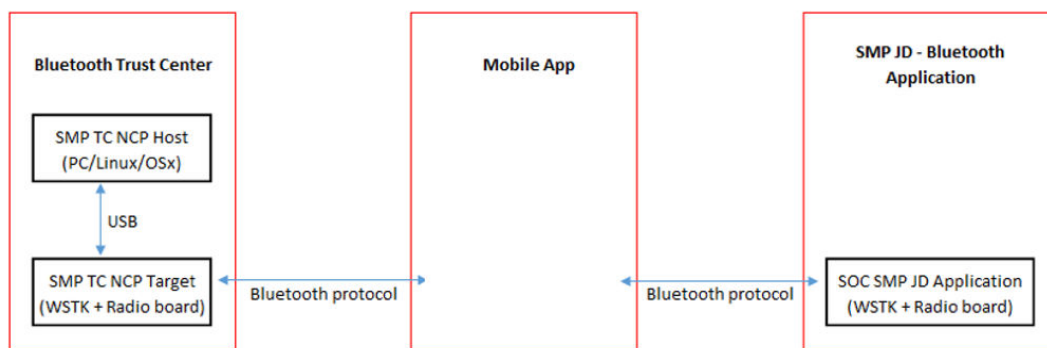 Bluetooth Trust Center
SMP TC NCP Host
(PC/Linux/OSx)
USB
SMP TC NCP Target
(WSTK + Radio board)
Bluetooth protocol
Mobile App
Bluetooth protocol
SMP JD - Bluetooth
Application
SOC SMP JD Application
(WSTK + Radio board)